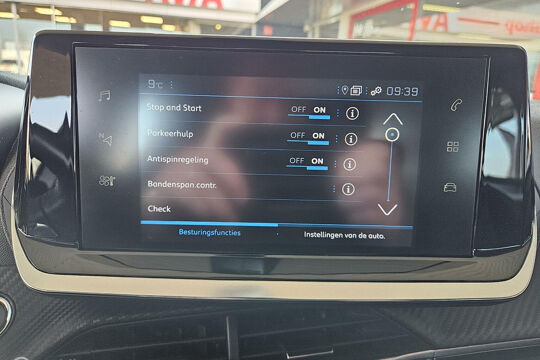 9°C 09:39
Stop and Start OFF ON
Parkeerhulp OFF ON
Antispinregeling OFF ON
Bandenspan.contr.
Check
Besturingsfuncties Instellingen van de auto.